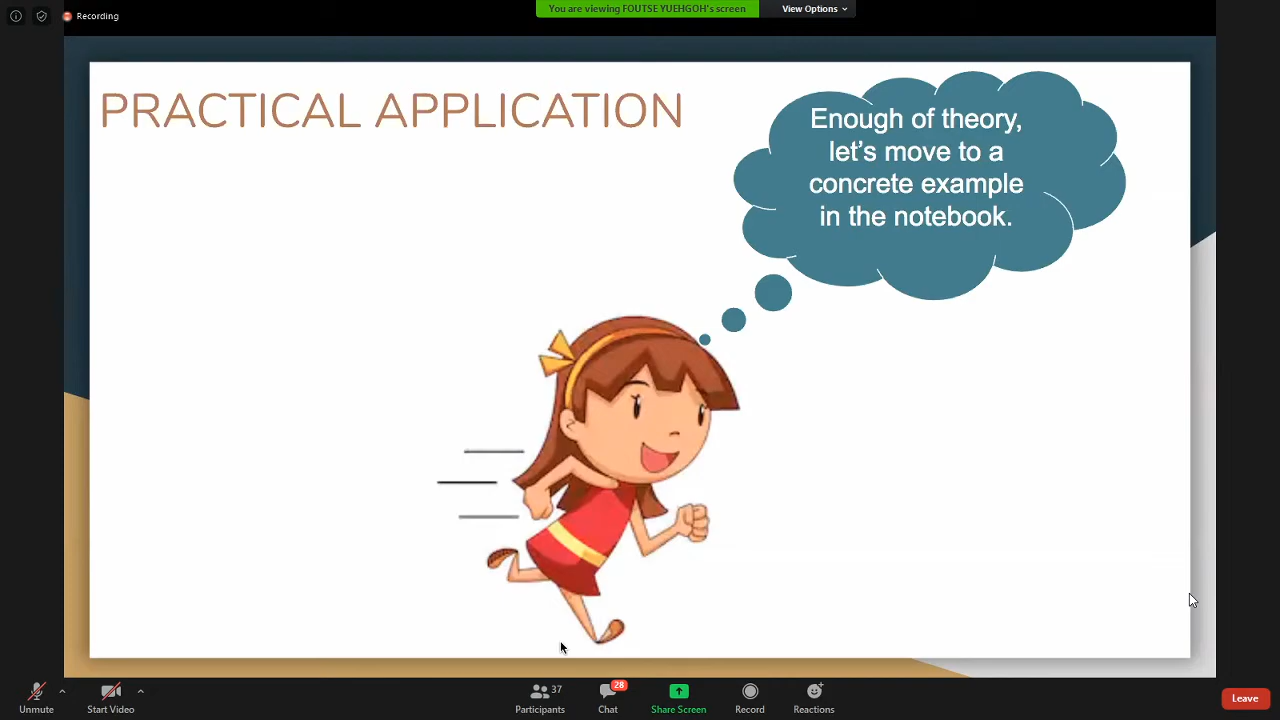 Recording
You are viewing FOUTSE YUEHGOH's screen
View Options
PRACTICAL APPLICATION
Enough of theory,
let's move to a
concrete example
in the notebook.
Unmute
Start Video
37
Participants
28
Chat
Share Screen
Record
Reactions
Leave